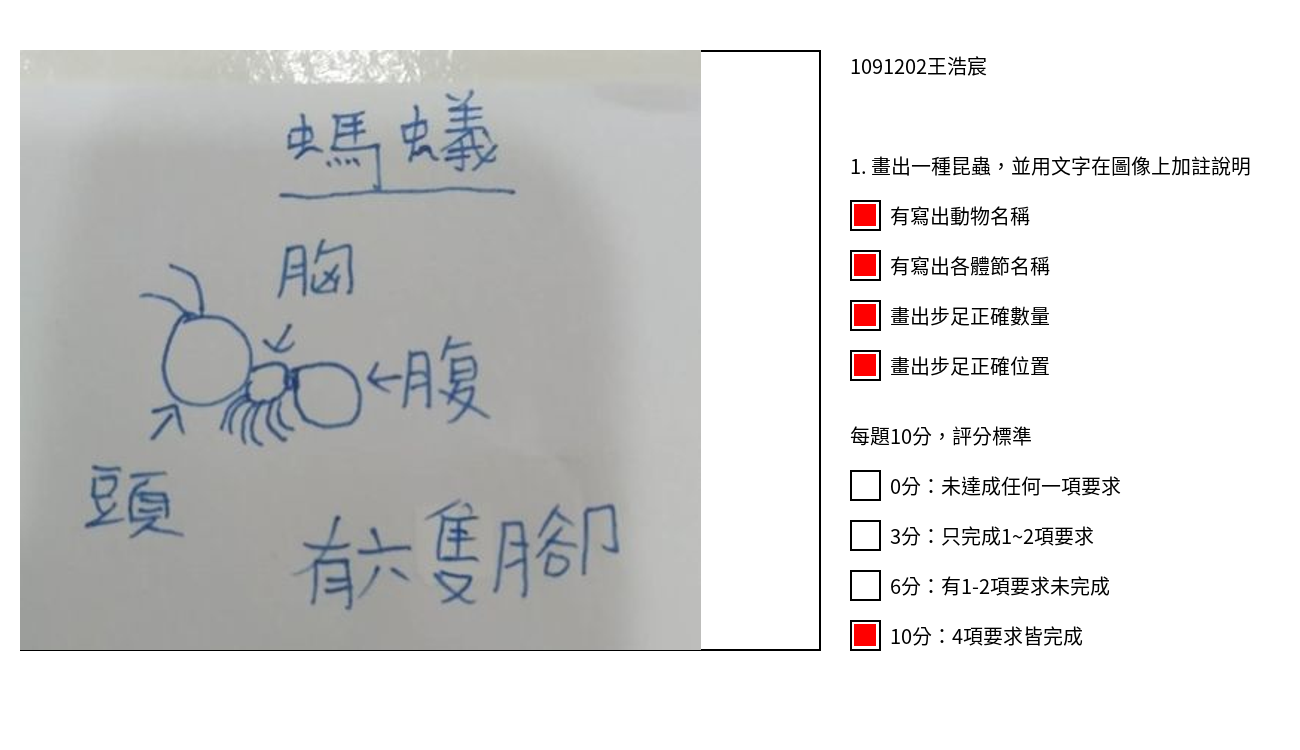 螞蟻
胸
腹
頭
有六隻腳
1091202王浩宸
1. 畫出一種昆蟲，並用文字在圖像上加註說明
有寫出動物名稱
有寫出各體節名稱
畫出步足正確數量
畫出步足正確位置
每題10分，評分標準
0分：未達成任何一項要求
3分：只完成1~2項要求
6分：有1-2項要求未完成
10分：4項要求皆完成